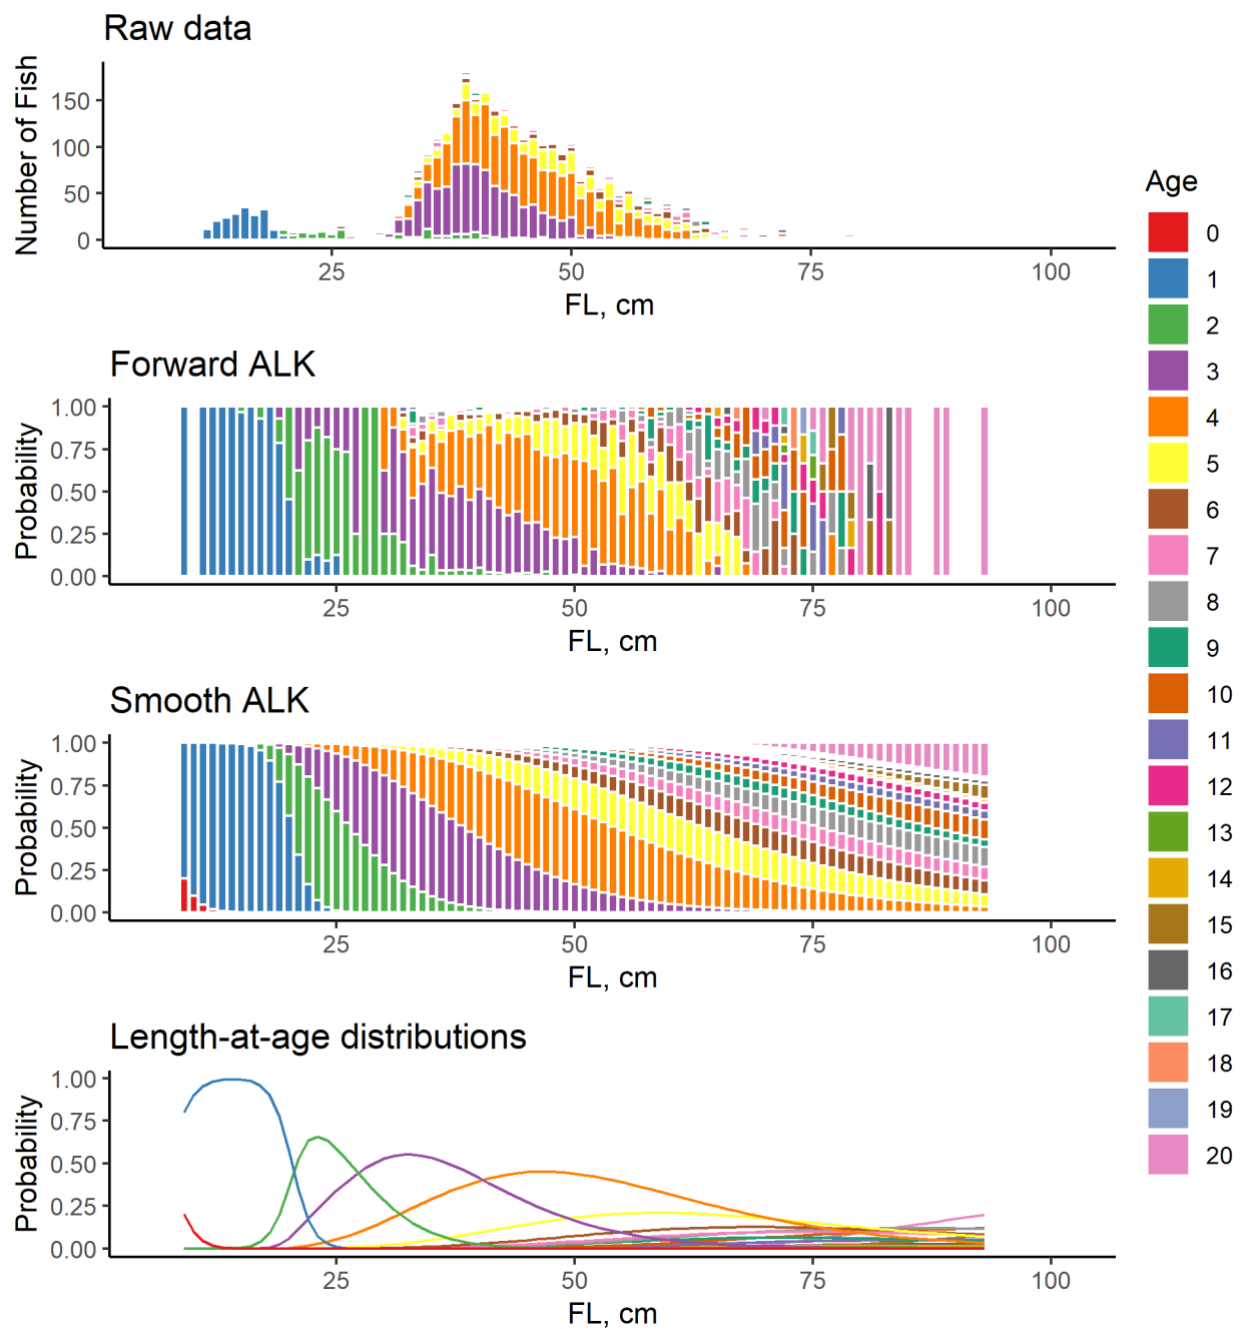 Raw data
Number of Fish
150
100
50
0
25 50 75 100
FL, cm
Forward ALK
Probability
1.00
0.75
0.50
0.25
0.00
25 50 75 100
FL, cm
Smooth ALK
Probability
1.00
0.75
0.50
0.25
0.00
25 50 75 100
FL, cm
Length-at-age distributions
Probability
1.00
0.75
0.50
0.25
0.00
25 50 75 100
FL, cm
Age
0
1
2
3
4
5
6
7
8
9
10
11
12
13
14
15
16
17
18
19
20